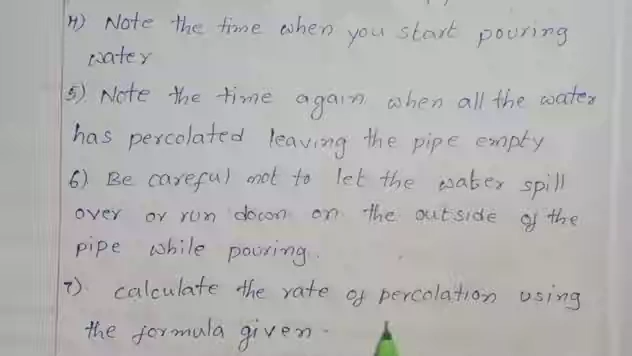 4) Note the time when you start pouring
water
5) Note the time again when all the water
has percolated leaving the pipe empty
6) Be careful not to let the water spill
over or run down on the outside of the
pipe while pouring.
7). calculate the rate of percolation using
the formula given.